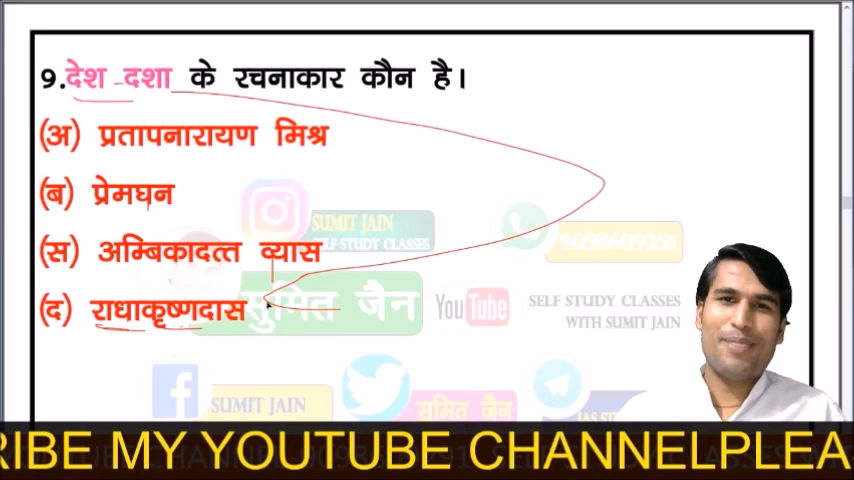 9.देश -दशा के रचनाकार कौन है।
(अ) प्रतापनारायण मिश्र
(ब) प्रेमघन
(स) अम्बिकादत्त व्यास
(द) राधाकृष्णदास
SUMIT JAIN
SELF STUDY CLASSES
9098609291
सुमित जैन
YouTube
SELF STUDY CLASSES
WITH SUMIT JAIN
SUMIT JAIN
सुमित जैन
RIBE MY YOUTUBE CHANNELPLEA